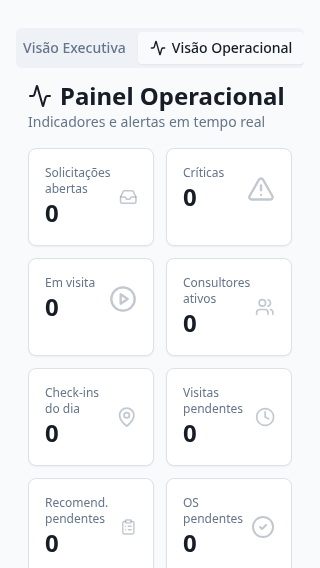 Visão Executiva
Visão Operacional
Painel Operacional
Indicadores e alertas em tempo real
Solicitações
abertas
0
Críticas
0
Em visita
0
Consultores
ativos
0
Check-ins
do dia
0
Visitas
pendentes
0
Recomend.
pendentes
0
OS
pendentes
0